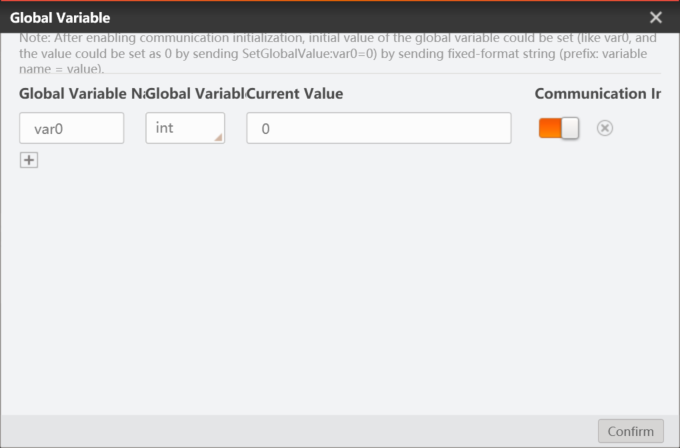 Global Variable
Note: After enabling communication initialization, initial value of the global variable could be set (like var0, and
the value could be set as 0 by sending SetGlobalValue:var0=0) by sending fixed-format string (prefix: variable
name = value).
Global Variable Na Global Variabl Current Value Communication In
var0 int 0
Confirm